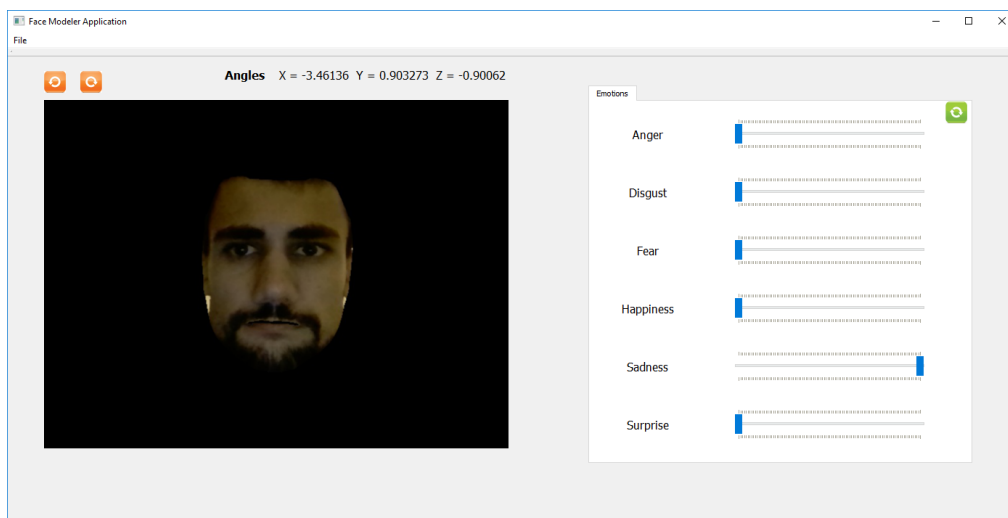 Face Modeler Application
File
Angles X = -3.46136 Y = 0.903273 Z = -0.90062
Emotions
Anger
Disgust
Fear
Happiness
Sadness
Surprise